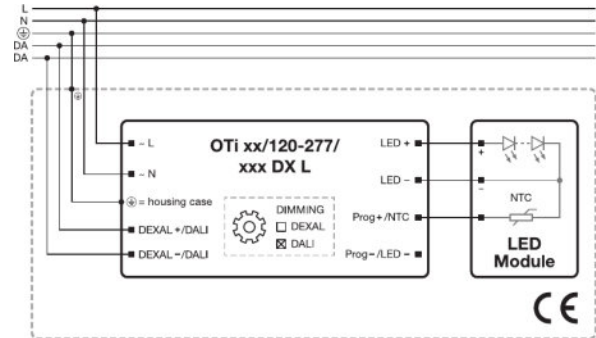 L
N
DA
DA
~ L
OTi xx/120-277/
xxx DX L
LED +
+
~ N
LED –
–
= housing case
DIMMING
DEXAL
DALI
Prog+/NTC
NTC
DEXAL +/DALI
DEXAL –/DALI
Prog–/LED –
LED
Module
CE